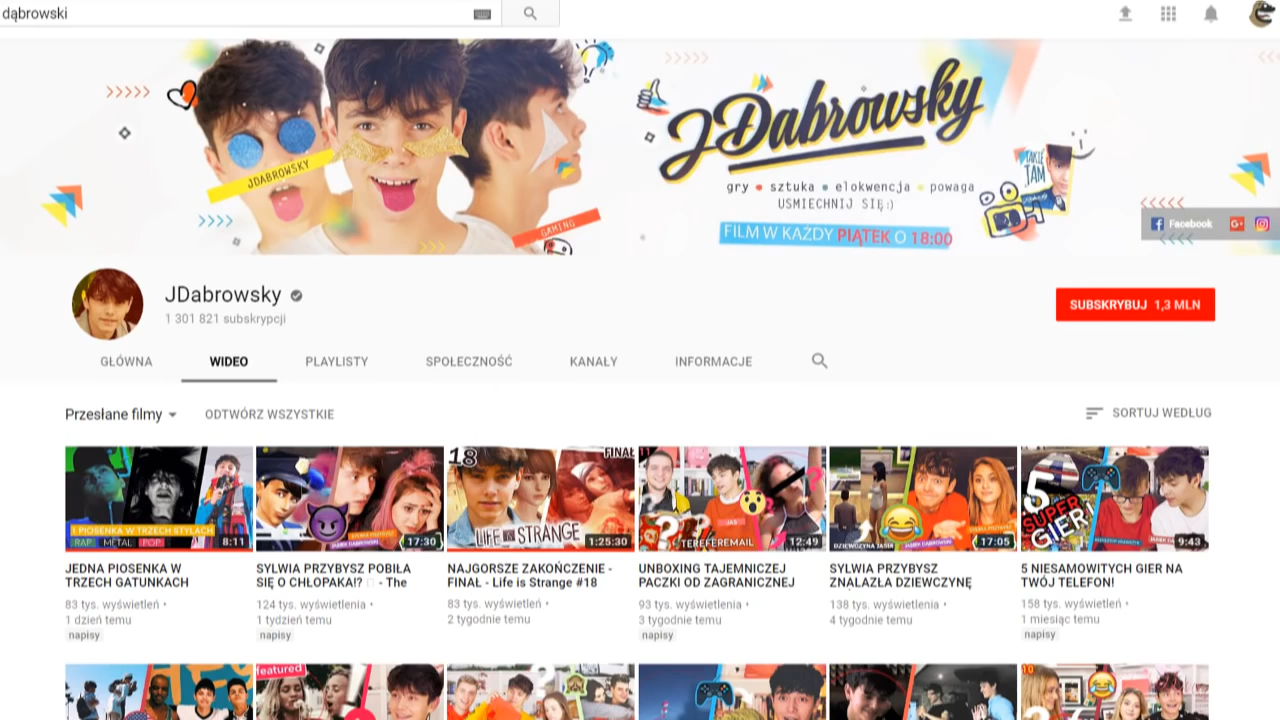 dąbrowski
JDABROWSKY
GAMING
JDabrowsky
gry • sztuka • elokwencja • powaga
USMIECHNIJ SIĘ:)
FILM W KAŻDY PIĄTEK O 18:00
TAKIE JAM
Facebook
JDabrowsky
1 301 821 subskrypcji
SUBSKRYBUJ 1,3 MLN
GŁÓWNA WIDEO PLAYLISTY SPOŁECZNOŚĆ KANAŁY INFORMACJE
Przesłane filmy ODTWÓRZ WSZYSTKIE SORTUJ WEDŁUG
1 PIOSENKA W TRZECH STYLACH
RAP METAL POP
8:11
17:30
18
FINAŁ
LIFE IS STRANGE
1:25:30
JAŚ
TEREFEREMAIL
12:49
DZIEWCZYNA JASIA
17:05
5 SUPER GIER
9:43
JEDNA PIOSENKA W
TRZECH GATUNKACH
83 tys. wyświetleń •
1 dzień temu
napisy
SYLWIA PRZYBYSZ POBIŁA
SIĘ O CHŁOPAKA!? - The
124 tys. wyświetlenia •
1 tydzień temu
napisy
NAJGORSZE ZAKOŃCZENIE -
FINAŁ - Life is Strange #18
83 tys. wyświetleń •
2 tygodnie temu
UNBOXING TAJEMNICZEJ
PACZKI OD ZAGRANICZNEJ
93 tys. wyświetlenia •
3 tygodnie temu
napisy
SYLWIA PRZYBYSZ
ZNALAZŁA DZIEWCZYNĘ
138 tys. wyświetleń •
4 tygodnie temu
5 NIESAMOWITYCH GIER NA
TWÓJ TELEFON!
158 tys. wyświetleń •
1 miesiąc temu
napisy
featured
10